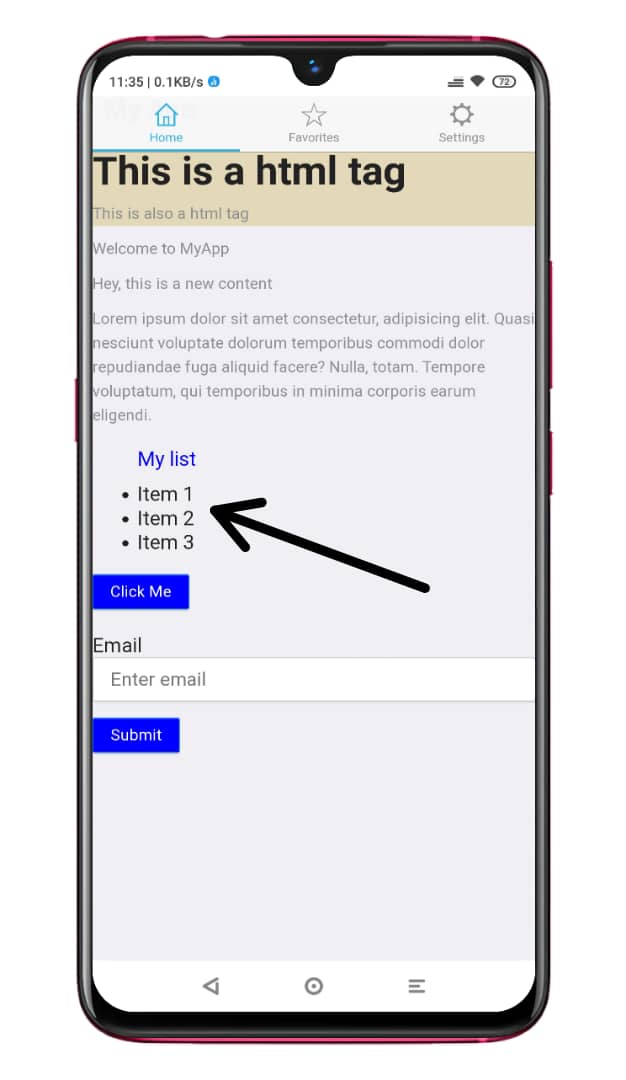 11:35 | 0.1KB/s
72
Home
Favorites
Settings
This is a html tag
This is also a html tag
Welcome to MyApp
Hey, this is a new content
Lorem ipsum dolor sit amet consectetur, adipisicing elit. Quasi
nesciunt voluptate dolorum temporibus commodi dolor
repudiandae fuga aliquid facere? Nulla, totam. Tempore
voluptatum, qui temporibus in minima corporis earum
eligendi.
My list
• Item 1
• Item 2
• Item 3
Click Me
Email
Enter email
Submit